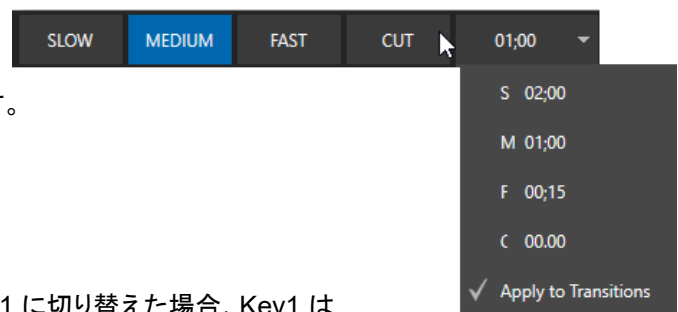 SLOW MEDIUM FAST CUT 01;00
S 02;00
す。
M 01;00
F 00;15
C 00.00
Apply to Transitions
1 に切り替えた場合、Key1 は